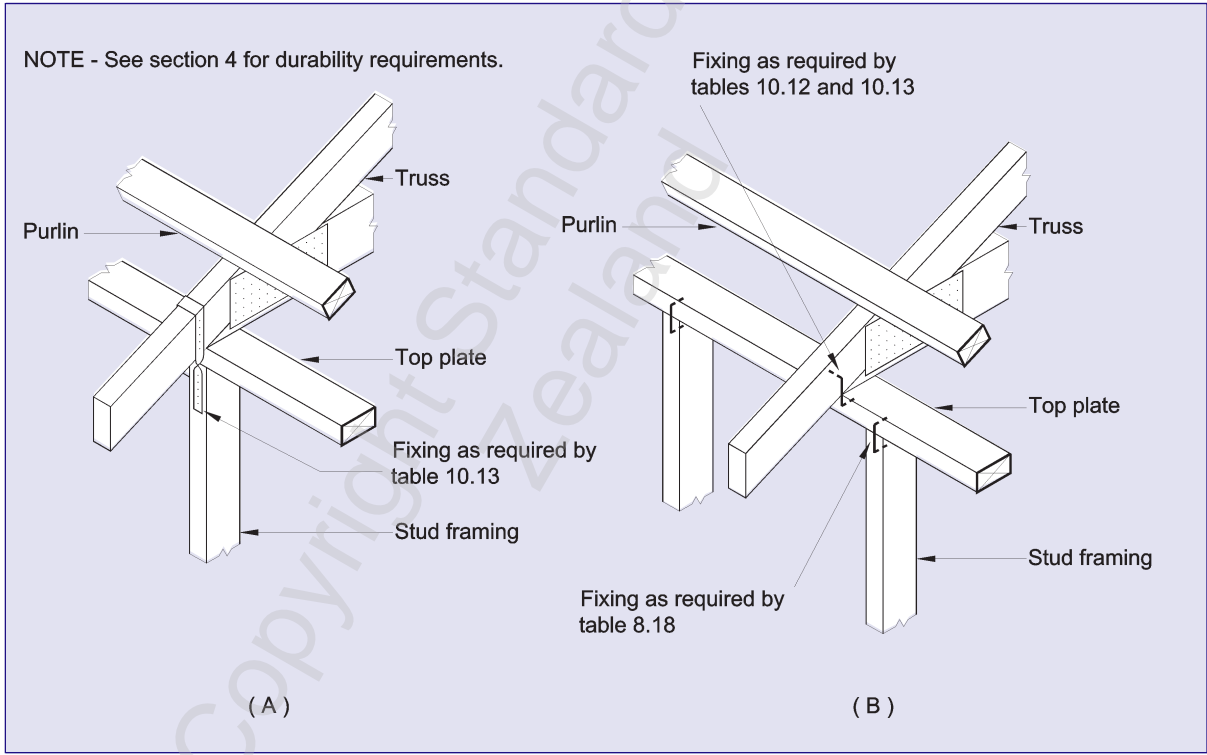 NOTE - See section 4 for durability requirements.
Truss
Purlin
Top plate
Fixing as required by
table 10.13
Stud framing
( A )
Fixing as required by
tables 10.12 and 10.13
Purlin
Truss
Top plate
Stud framing
Fixing as required by
table 8.18
( B )
Copyright Standard
Zealand